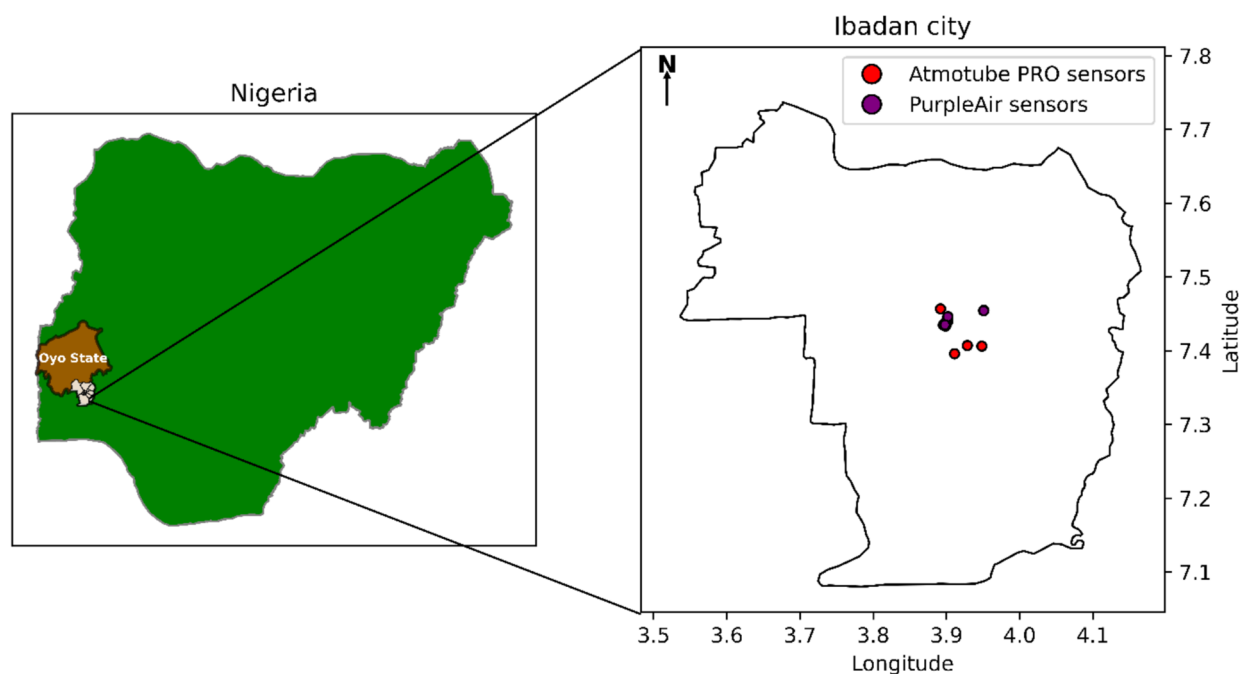 Nigeria
Oyo State
Ibadan city
N
Atmotube PRO sensors
PurpleAir sensors
7.8
7.7
7.6
7.5
7.4
7.3
7.2
7.1
Latitude
3.5 3.6 3.7 3.8 3.9 4.0 4.1
Longitude